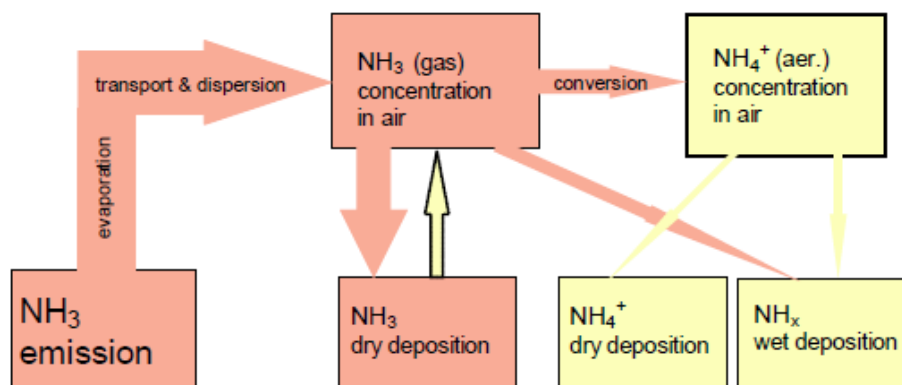 transport & dispersion
evaporation
NH₃
emission
NH₃ (gas)
concentration
in air
conversion
NH₄⁺ (aer.)
concentration
in air
NH₃
dry deposition
NH₄⁺
dry deposition
NHₓ
wet deposition